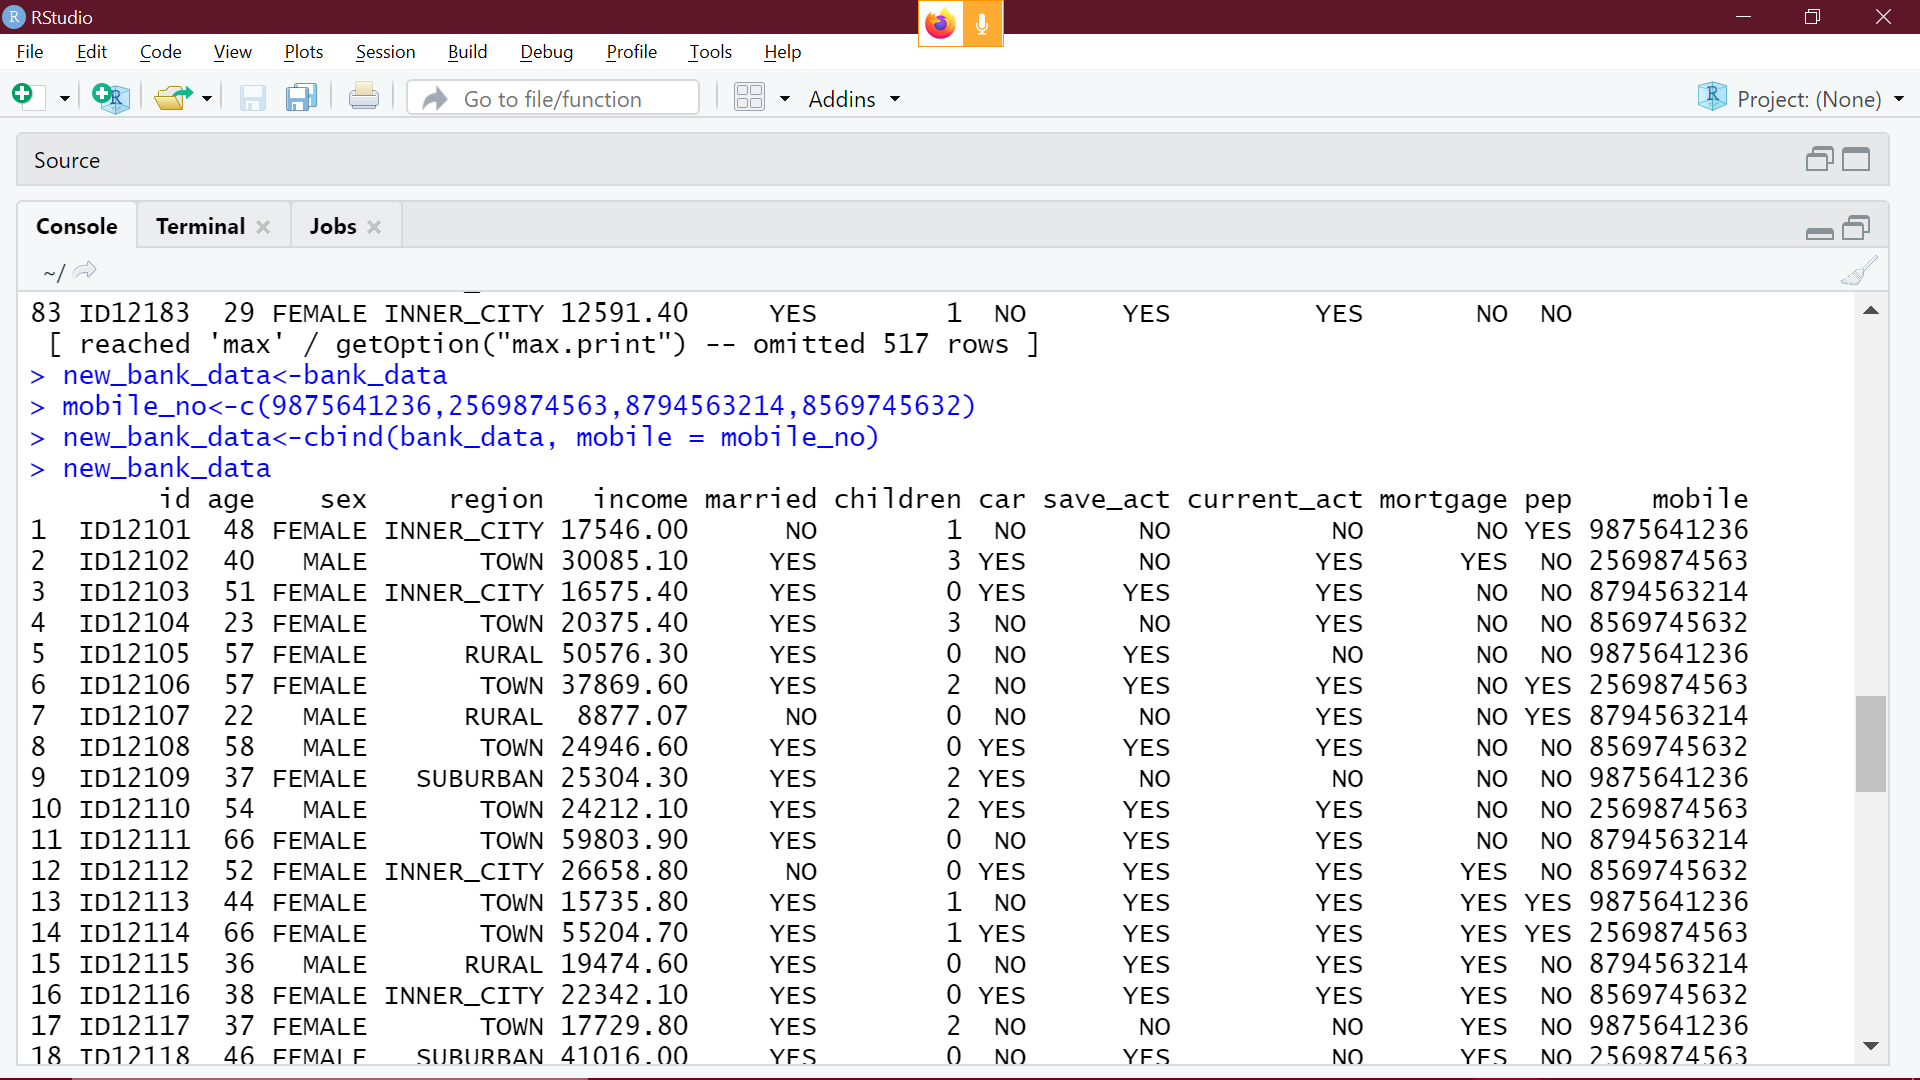 RStudio
File Edit Code View Plots Session Build Debug Profile Tools Help
Go to file/function Addins Project: (None)
Source
Console Terminal Jobs
~/
83 ID12183 29 FEMALE INNER_CITY 12591.40 YES 1 NO YES YES NO NO
[ reached 'max' / getOption("max.print") -- omitted 517 rows ]
> new_bank_data<-bank_data
> mobile_no<-c(9875641236,2569874563,8794563214,8569745632)
> new_bank_data<-cbind(bank_data, mobile = mobile_no)
> new_bank_data
id age sex region income married children car save_act current_act mortgage pep mobile
1 ID12101 48 FEMALE INNER_CITY 17546.00 NO 1 NO NO NO NO YES 9875641236
2 ID12102 40 MALE TOWN 30085.10 YES 3 YES NO YES YES NO 2569874563
3 ID12103 51 FEMALE INNER_CITY 16575.40 YES 0 YES YES YES NO NO 8794563214
4 ID12104 23 FEMALE TOWN 20375.40 YES 3 NO NO YES NO NO 8569745632
5 ID12105 57 FEMALE RURAL 50576.30 YES 0 NO YES NO NO NO 9875641236
6 ID12106 57 FEMALE TOWN 37869.60 YES 2 NO YES YES NO YES 2569874563
7 ID12107 22 MALE RURAL 8877.07 NO 0 NO NO YES NO YES 8794563214
8 ID12108 58 MALE TOWN 24946.60 YES 0 YES YES YES NO NO 8569745632
9 ID12109 37 FEMALE SUBURBAN 25304.30 YES 2 YES NO NO NO NO 9875641236
10 ID12110 54 MALE TOWN 24212.10 YES 2 YES YES YES NO NO 2569874563
11 ID12111 66 FEMALE TOWN 59803.90 YES 0 NO YES YES NO NO 8794563214
12 ID12112 52 FEMALE INNER_CITY 26658.80 NO 0 YES YES YES YES NO 8569745632
13 ID12113 44 FEMALE TOWN 15735.80 YES 1 NO YES YES YES YES 9875641236
14 ID12114 66 FEMALE TOWN 55204.70 YES 1 YES YES YES YES YES 2569874563
15 ID12115 36 MALE RURAL 19474.60 YES 0 NO YES YES YES NO 8794563214
16 ID12116 38 FEMALE INNER_CITY 22342.10 YES 0 YES YES YES YES NO 8569745632
17 ID12117 37 FEMALE TOWN 17729.80 YES 2 NO NO NO YES NO 9875641236
18 ID12118 46 FEMALE SUBURBAN 41016.00 YES 0 NO YES NO YES NO 2569874563